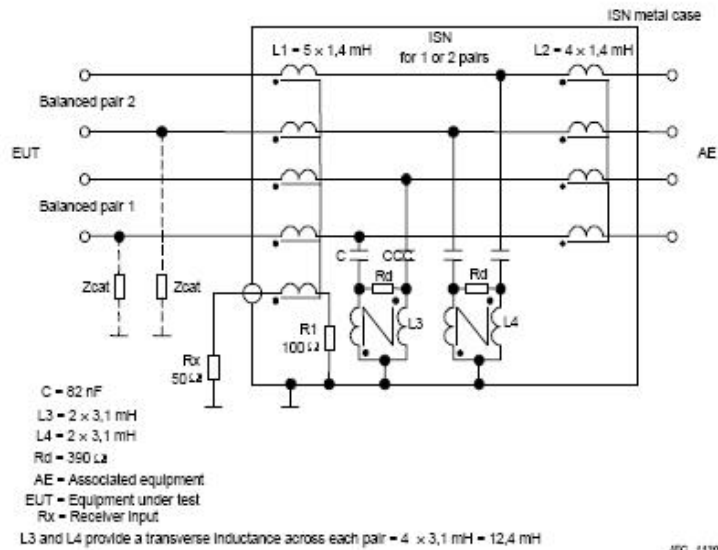 ISN metal case
ISN
for 1 or 2 pairs
L1 = 5 × 1,4 mH
L2 = 4 × 1,4 mH
Balanced pair 2
EUT
AE
Balanced pair 1
C
CCC
Rd
Rd
Zcat
Zcat
L3
L4
R1
100 Ω
Rx
50 Ω
C = 82 nF
L3 = 2 × 3,1 mH
L4 = 2 × 3,1 mH
Rd = 390 Ω
AE = Associated equipment
EUT = Equipment under test
Rx = Receiver input
L3 and L4 provide a transverse inductance across each pair = 4 × 3,1 mH = 12,4 mH